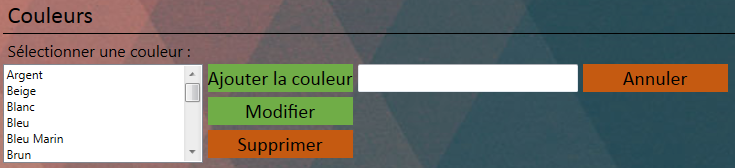 Couleurs
Sélectionner une couleur :
Argent
Beige
Blanc
Bleu
Bleu Marin
Brun
Ajouter la couleur
Annuler
Modifier
Supprimer